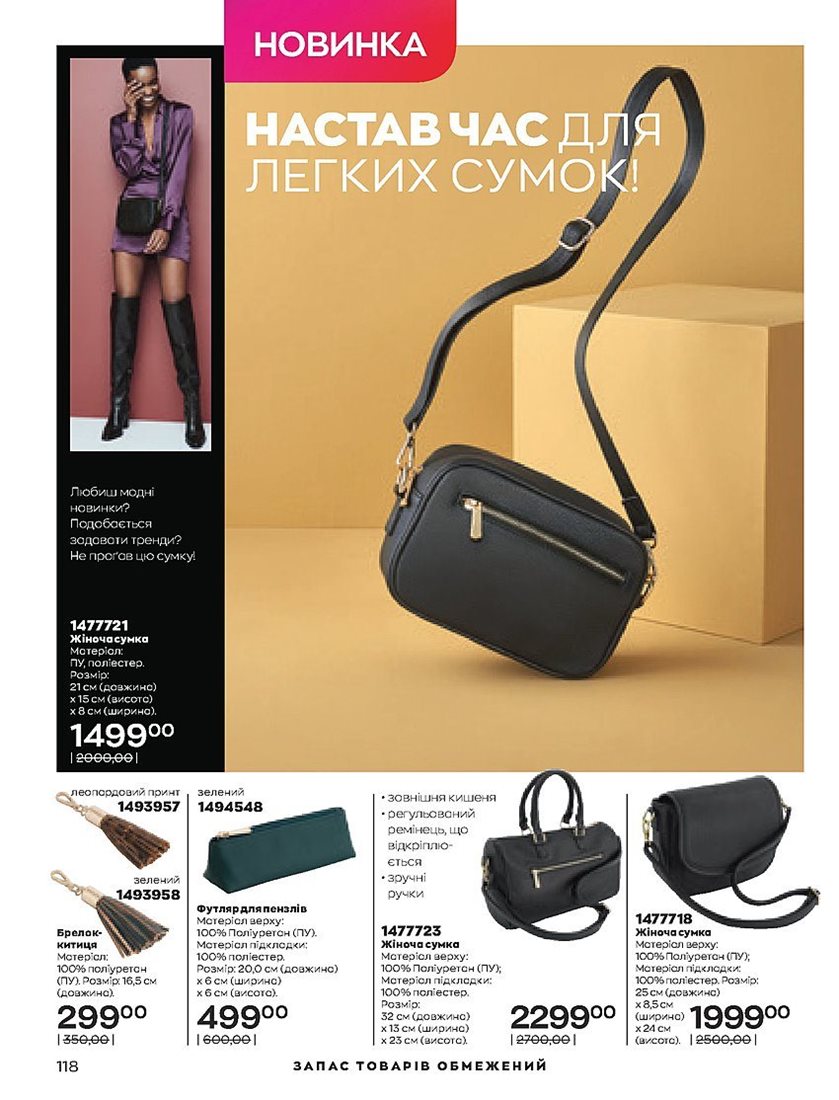 НОВИНКА
НАСТАВ ЧАС ДЛЯ
ЛЕГКИХ СУМОК!
Любиш модні
новинки?
Подобається
задавати тренди?
Не проґав цю сумку!
1477721
Жіноча сумка
Матеріал:
ПУ, поліестер.
Розмір:
21 см (довжина)
х 15 см (висота)
х 8 см (ширина).
1499⁰⁰
| 2000,00 |
леопардовий принт
1493957
зелений
1493958
Брелок-
китиця
Матеріал:
100% поліуретан
(ПУ). Розмір: 16,5 см
(довжина).
299⁰⁰
| 350,00 |
зелений
1494548
Футляр для пензлів
Матеріал верху:
100% Поліуретан (ПУ).
Матеріал підкладки:
100% поліестер.
Розмір: 20,0 см (довжина)
х 6 см (ширина)
х 6 см (висота).
499⁰⁰
| 600,00 |
• зовнішня кишеня
• регульований
ремінець, що
відкріплю-
ється
• зручні
ручки
1477723
Жіноча сумка
Матеріал верху:
100% Поліуретан (ПУ);
Матеріал підкладки:
100% поліестер.
Розмір:
32 см (довжина)
х 13 см (ширина)
х 23 см (висота).
2299⁰⁰
| 2700,00 |
1477718
Жіноча сумка
Матеріал верху:
100% Поліуретан (ПУ);
Матеріал підкладки:
100% поліестер. Розмір:
25 см (довжина)
х 8,5 см
(ширина)
х 24 см
(висота).
1999⁰⁰
| 2500,00 |
118
ЗАПАС ТОВАРІВ ОБМЕЖЕНИЙ